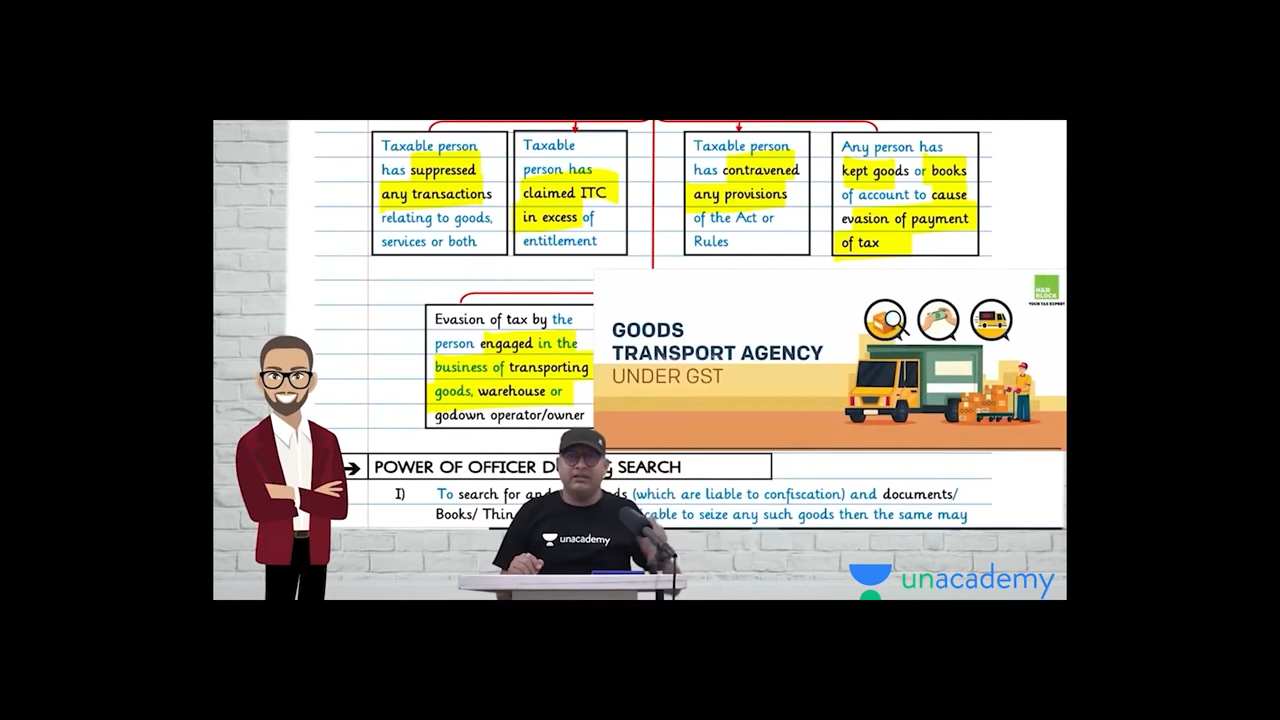 Taxable person
has suppressed
any transactions
relating to goods,
services or both
Taxable
person has
claimed ITC
in excess of
entitlement
Taxable person
has contravened
any provisions
of the Act or
Rules
Any person has
kept goods or books
of account to cause
evasion of payment
of tax
Evasion of tax by the
person engaged in the
business of transporting
goods, warehouse or
godown operator/owner
H&R
BLOCK
YOUR TAX EXPERT
GOODS
TRANSPORT AGENCY
UNDER GST
POWER OF OFFICER D SEARCH
I) To search for and (which are liable to confiscation) and documents/
Books/ to seize any such goods then the same may
unacademy
unacademy